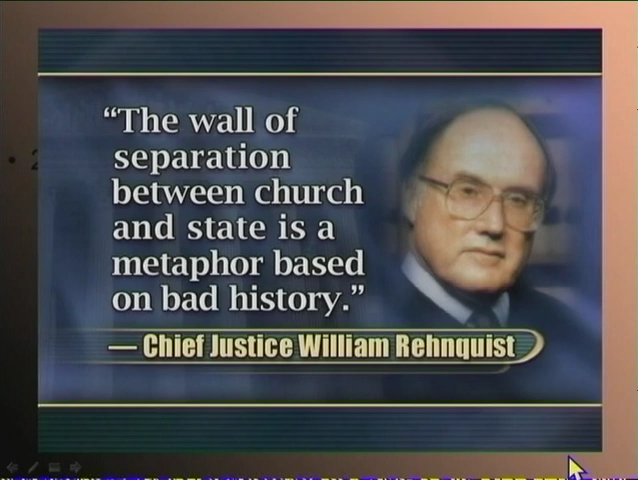 “The wall of
separation
between church
and state is a
metaphor based
on bad history.”
— Chief Justice William Rehnquist